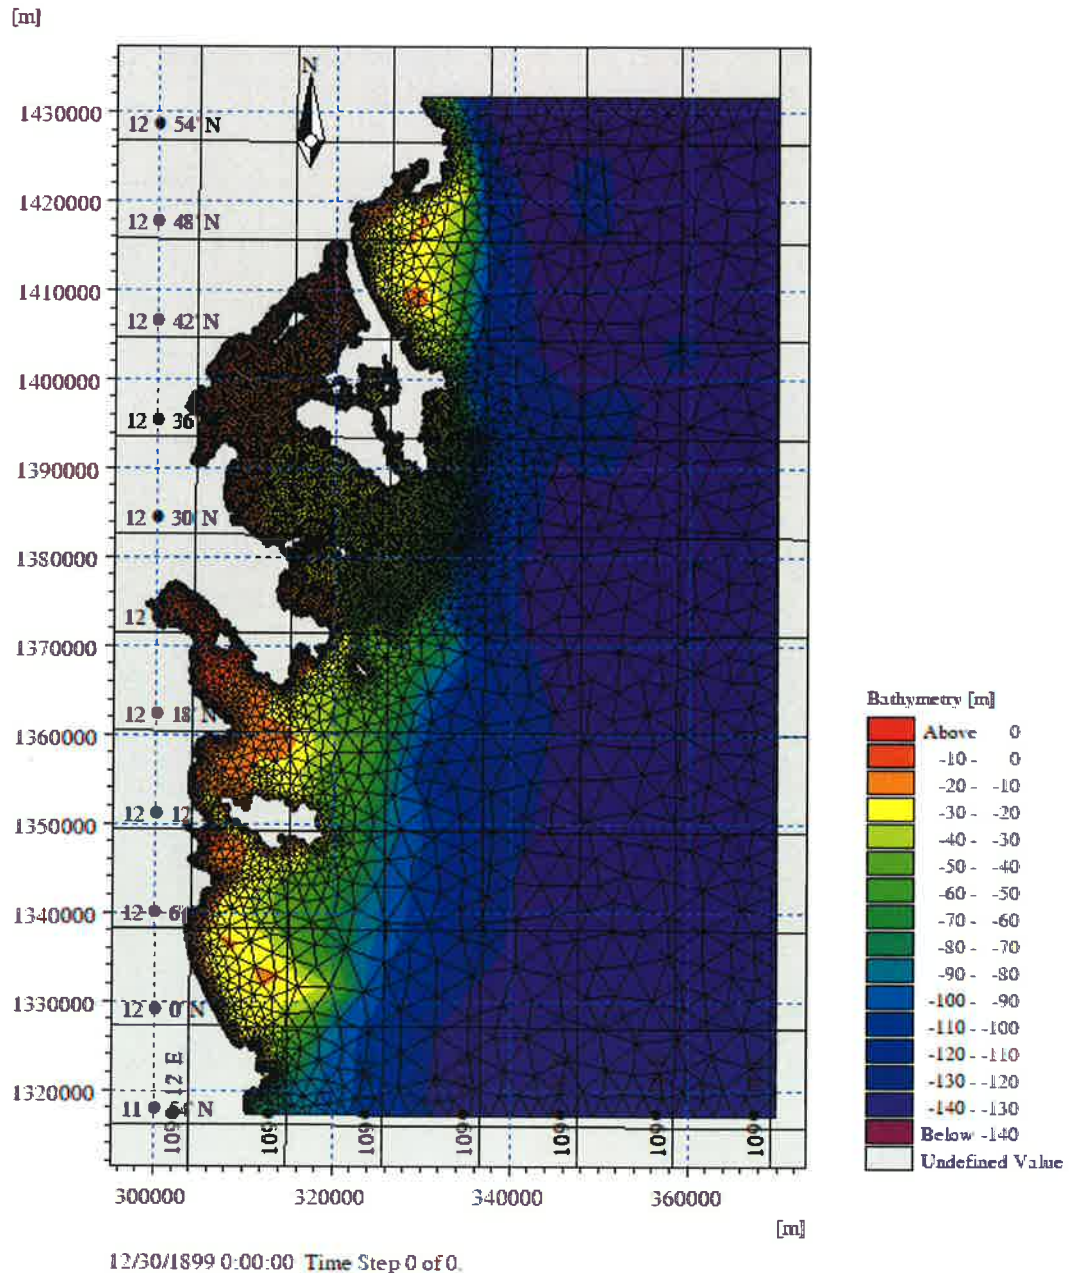 [m]
N
1430000
12 54' N
1420000
12 48' N
1410000
12 42' N
1400000
12 36
1390000
12 30' N
1380000
12
1370000
12 18' N
1360000
12 12'
1350000
12 6'
1340000
12 0' N
1330000
12 E
1320000
11 54' N
109 109 109 109 109 109 109
300000 320000 340000 360000
[m]
Bathymetry [m]
Above 0
-10 - 0
-20 - -10
-30 - -20
-40 - -30
-50 - -40
-60 - -50
-70 - -60
-80 - -70
-90 - -80
-100 - -90
-110 - -100
-120 - -110
-130 - -120
-140 - -130
Below -140
Undefined Value
12/30/1899 0:00:00 Time Step 0 of 0.